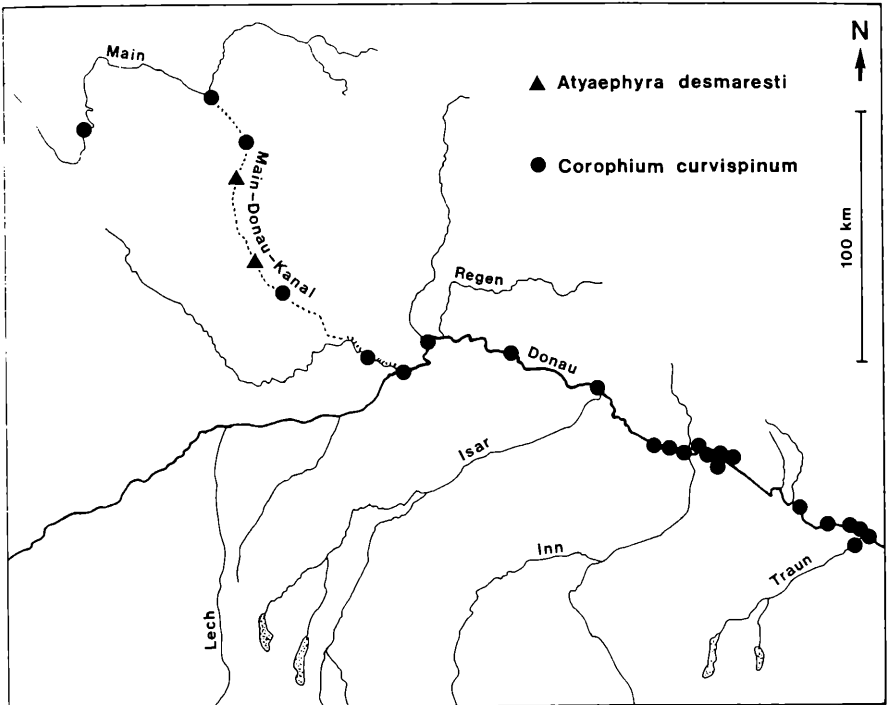 Main
N
Atyaephyra desmaresti
Corophium curvispinum
Main-Donau-Kanal
100 km
Regen
Donau
Isar
Inn
Traun
Lech